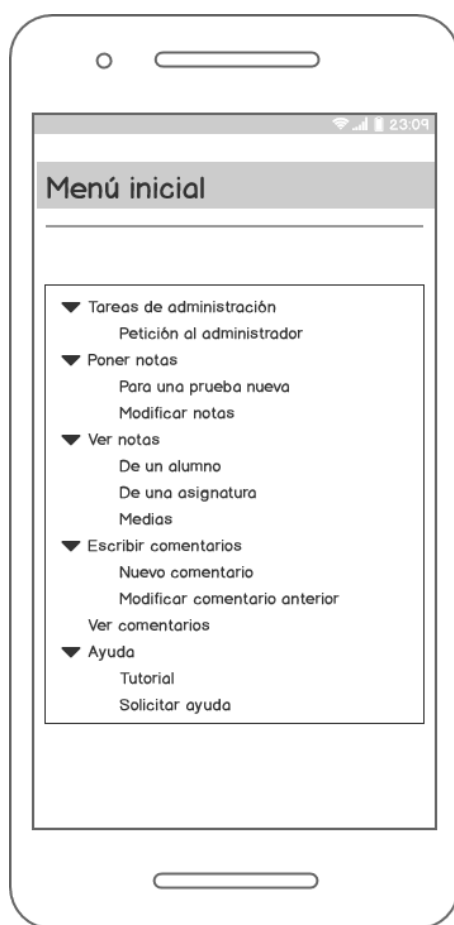 23:09
Menú inicial
Tareas de administración
Petición al administrador
Poner notas
Para una prueba nueva
Modificar notas
Ver notas
De un alumno
De una asignatura
Medias
Escribir comentarios
Nuevo comentario
Modificar comentario anterior
Ver comentarios
Ayuda
Tutorial
Solicitar ayuda